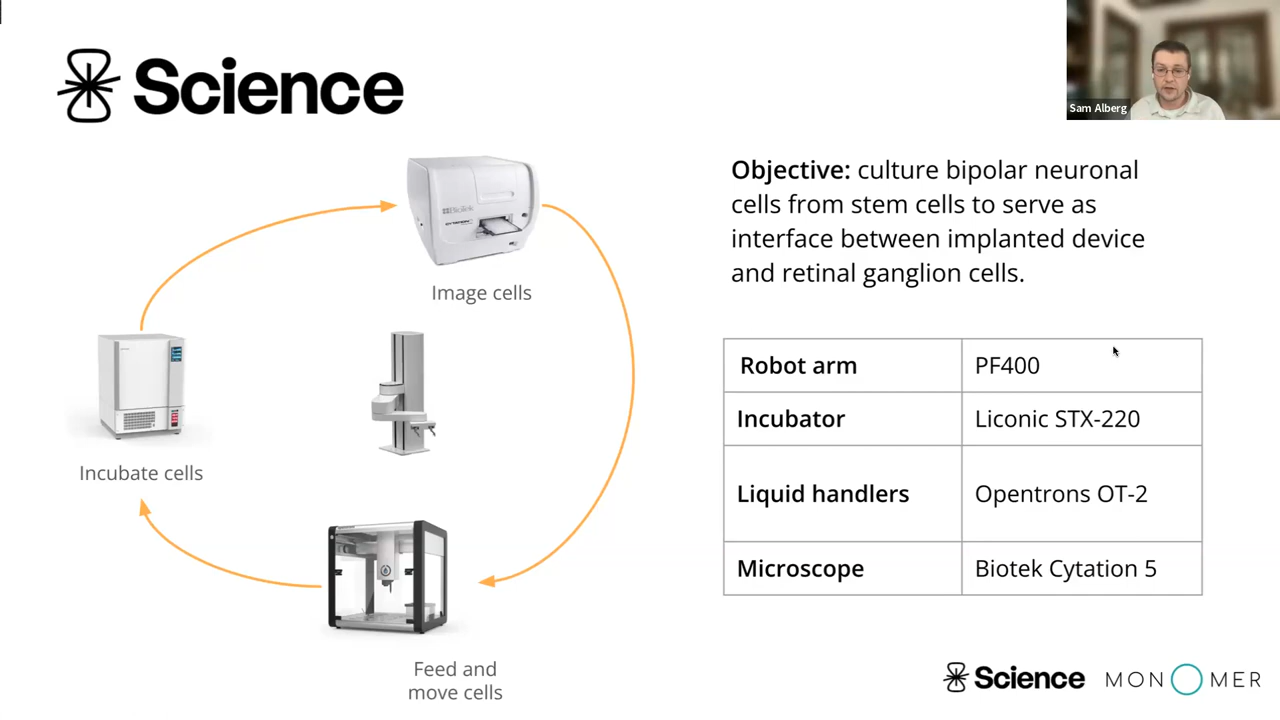 Science
Sam Alberg
Objective: culture bipolar neuronal
cells from stem cells to serve as
interface between implanted device
and retinal ganglion cells.
BioTek
Image cells
Incubate cells
Feed and
move cells
Robot arm PF400
Incubator Liconic STX-220
Liquid handlers Opentrons OT-2
Microscope Biotek Cytation 5
Science MONOMER